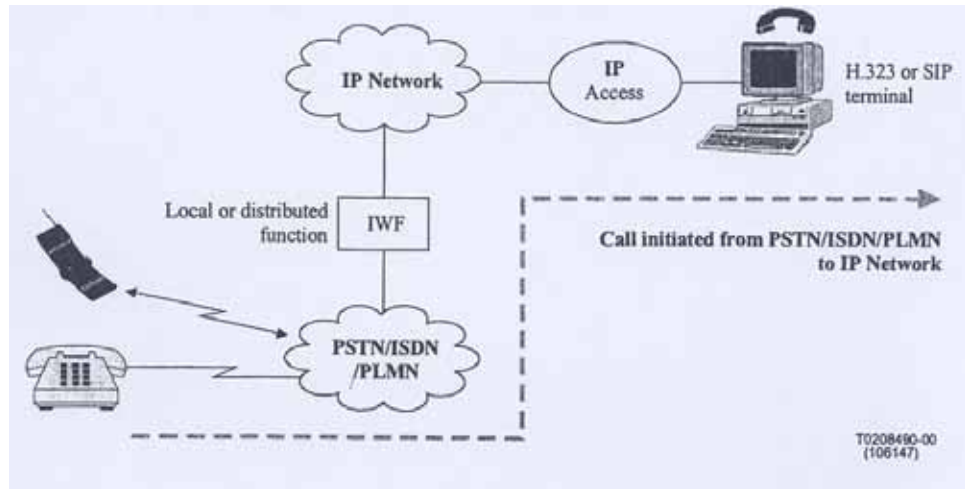 IP Network
IP
Access
H.323 or SIP
terminal
Local or distributed
function
IWF
Call initiated from PSTN/ISDN/PLMN
to IP Network
PSTN/ISDN
/PLMN
T0208490-00
(106147)